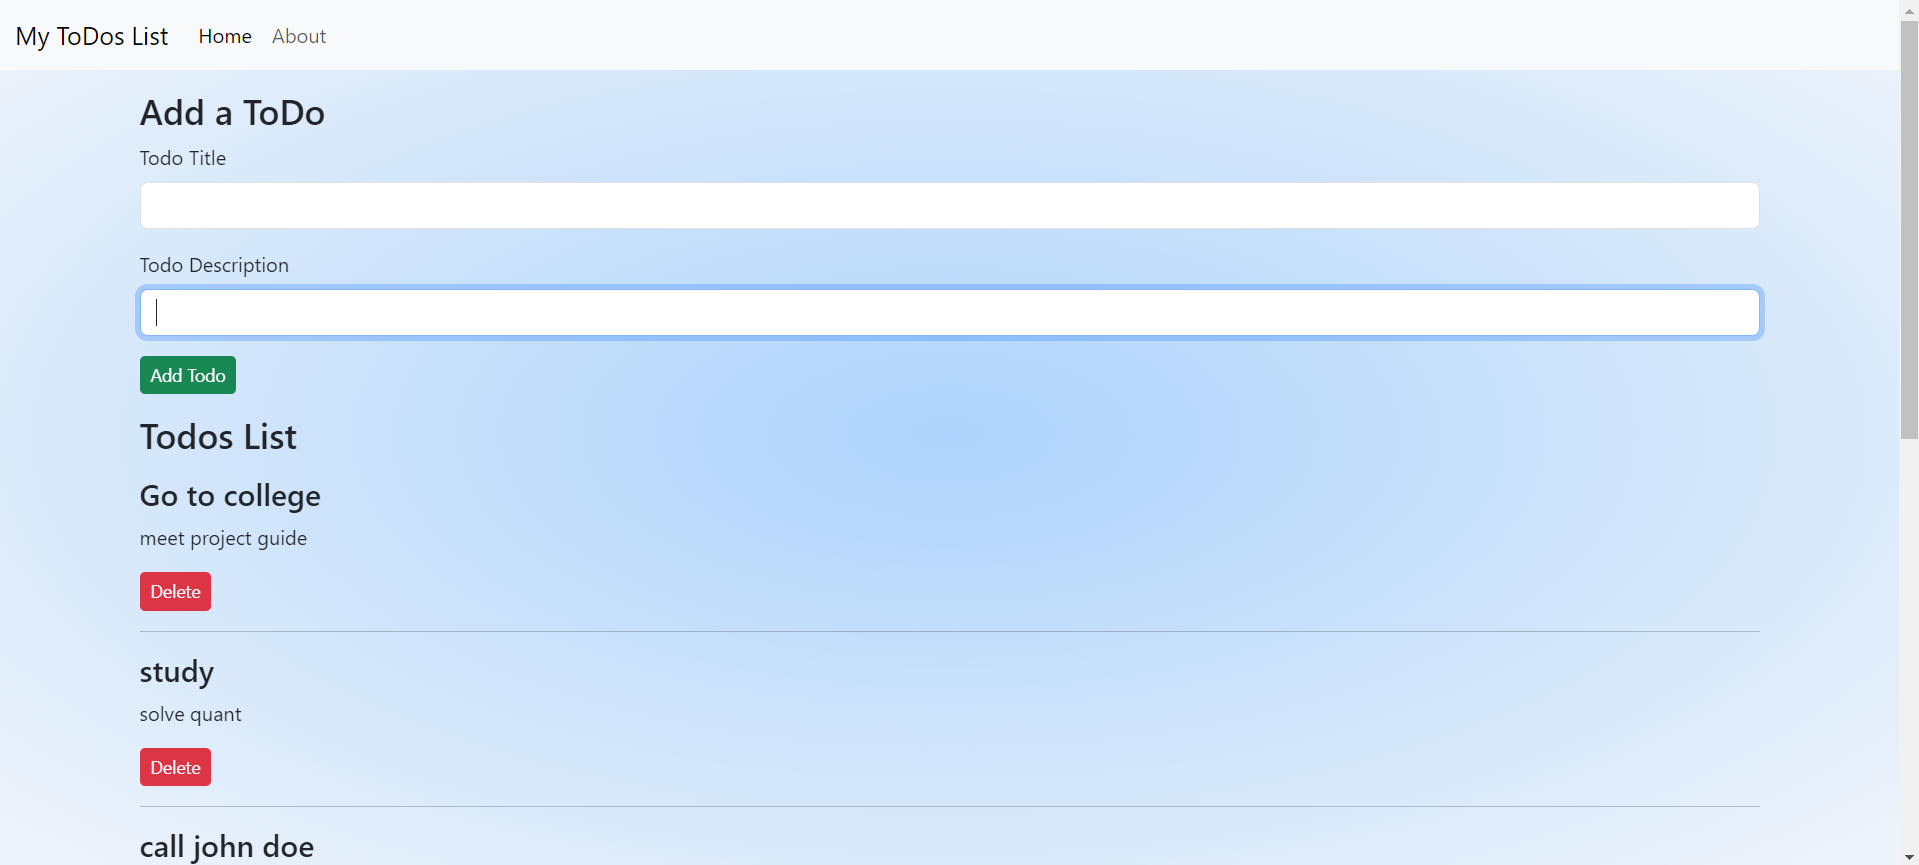 My ToDos List Home About
Add a ToDo
Todo Title
Todo Description
Add Todo
Todos List
Go to college
meet project guide
Delete
study
solve quant
Delete
call john doe